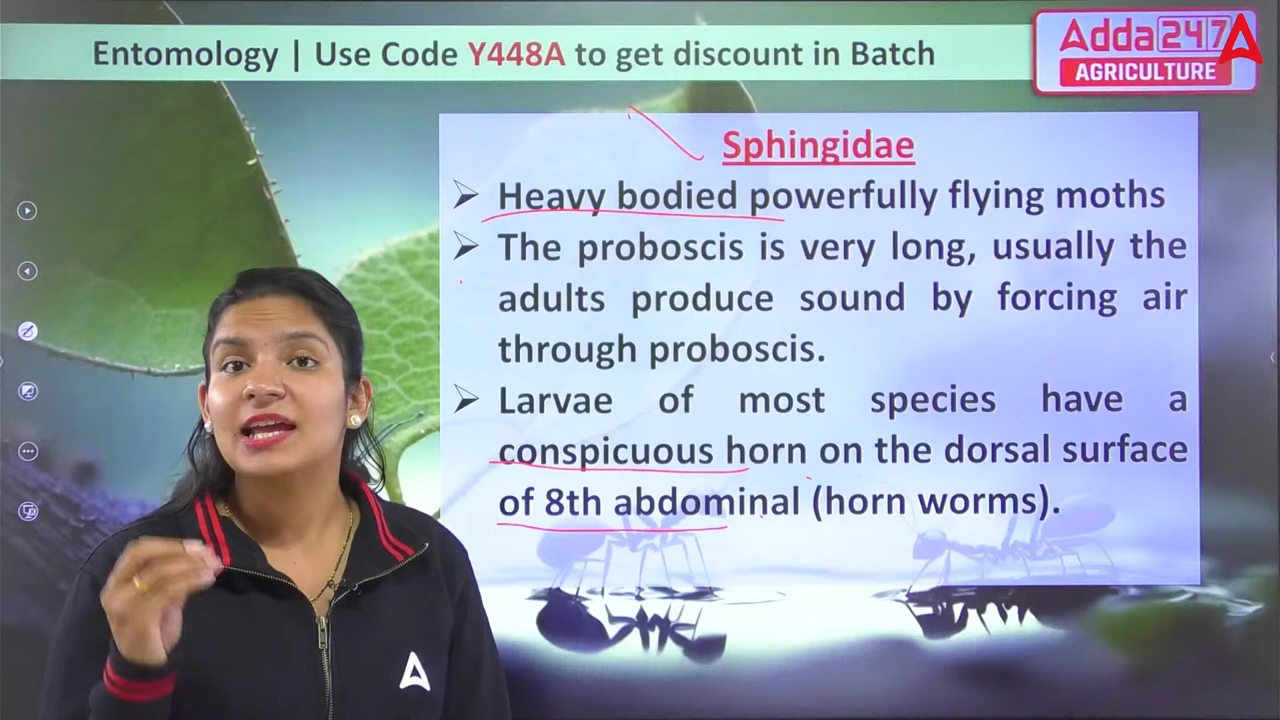 Entomology | Use Code Y448A to get discount in Batch
Adda247
AGRICULTURE
Sphingidae
➢ Heavy bodied powerfully flying moths
➢ The proboscis is very long, usually the
adults produce sound by forcing air
through proboscis.
➢ Larvae of most species have a
conspicuous horn on the dorsal surface
of 8th abdominal (horn worms).